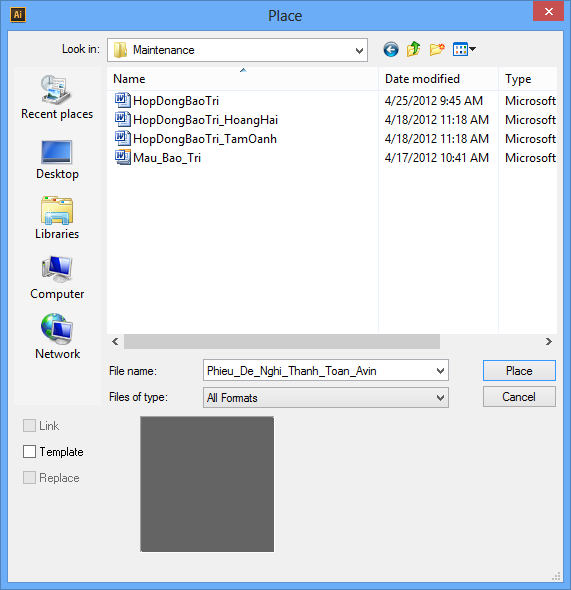 Ai Place
Look in: Maintenance
Name Date modified Type
HopDongBaoTri 4/25/2012 9:45 AM Microsoft
HopDongBaoTri_HoangHai 4/18/2012 11:18 AM Microsoft
HopDongBaoTri_TamOanh 4/18/2012 11:18 AM Microsoft
Mau_Bao_Tri 4/17/2012 10:41 AM Microsoft
Recent places
Desktop
Libraries
Computer
Network
File name: Phieu_De_Nghi_Thanh_Toan_Avin Place
Files of type: All Formats Cancel
Link
Template
Replace